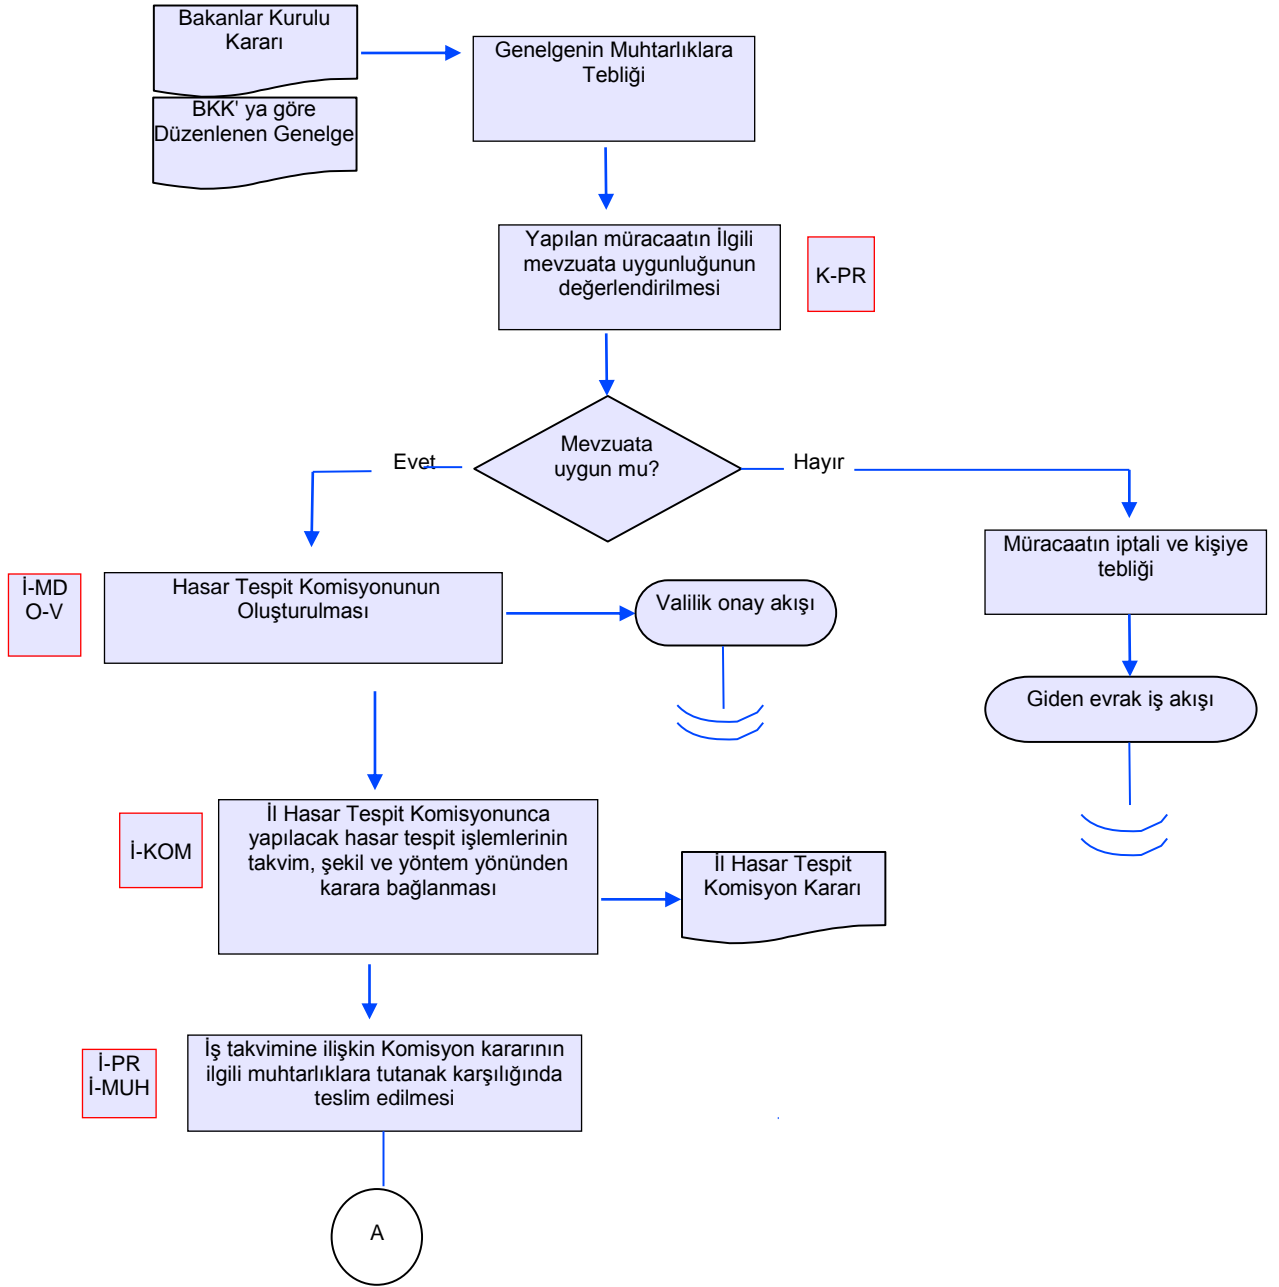 Bakanlar Kurulu
Kararı
Genelgenin Muhtarlıklara
Tebliği
BKK' ya göre
Düzenlenen Genelge
Yapılan müracaatın İlgili
mevzuata uygunluğunun
değerlendirilmesi
K-PR
Mevzuata
uygun mu?
Evet
Hayır
Müracaatın iptali ve kişiye
tebliği
İ-MD
O-V
Hasar Tespit Komisyonunun
Oluşturulması
Valilik onay akışı
Giden evrak iş akışı
İ-KOM
İl Hasar Tespit Komisyonunca
yapılacak hasar tespit işlemlerinin
takvim, şekil ve yöntem yönünden
karara bağlanması
İl Hasar Tespit
Komisyon Kararı
İ-PR
İ-MUH
İş takvimine ilişkin Komisyon kararının
ilgili muhtarlıklara tutanak karşılığında
teslim edilmesi
A